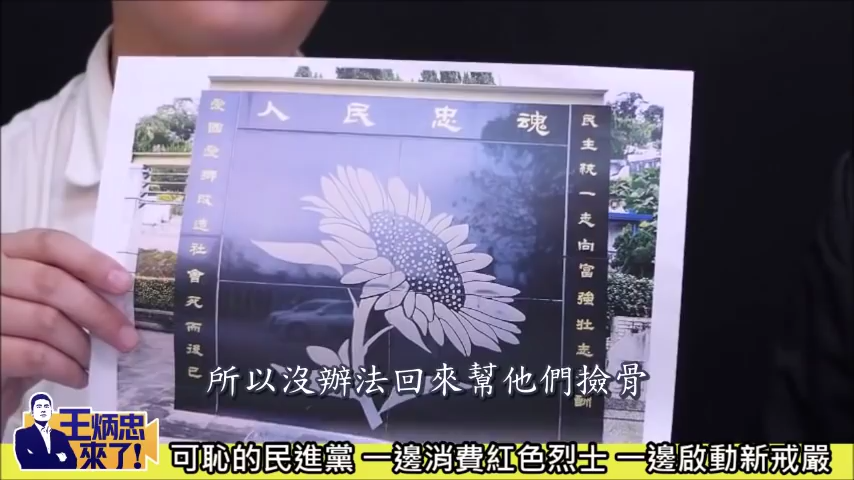 人民忠魂
愛國愛鄉改造社會死而後已
民主統一走向富強壯志酬
所以沒辦法回來幫他們撿骨
王炳忠來了!
可恥的民進黨 一邊消費紅色烈士 一邊啟動新戒嚴